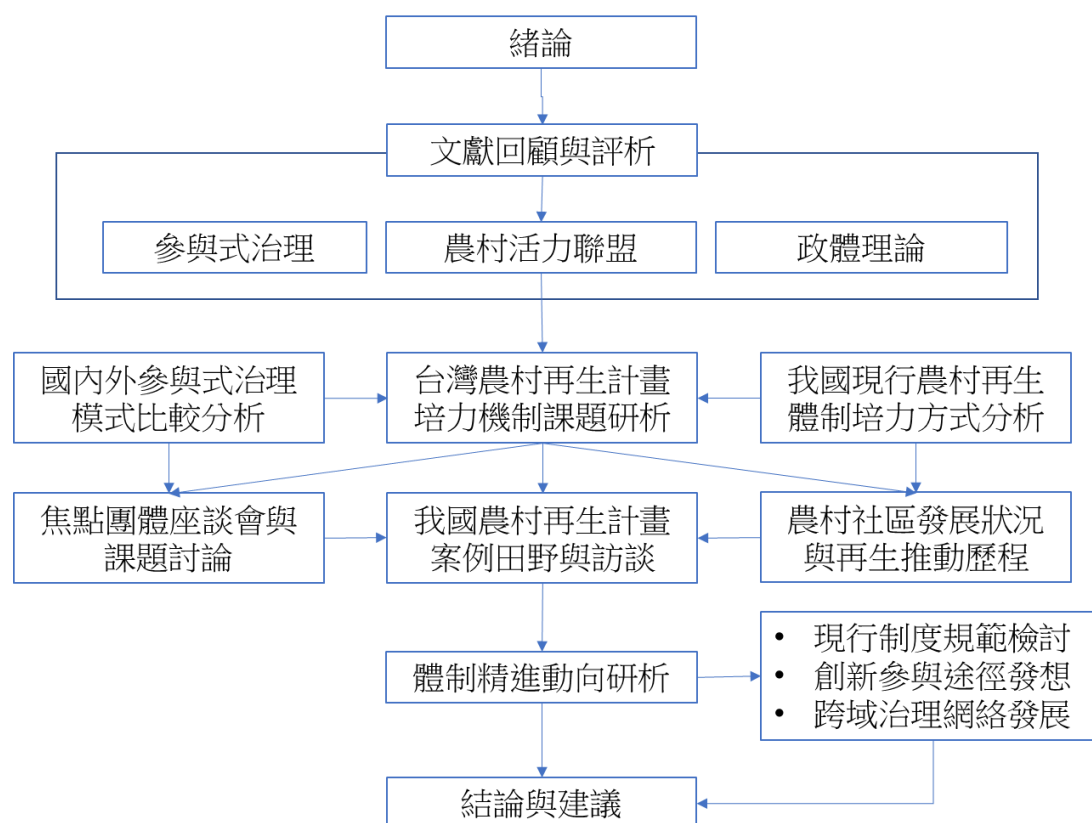 緒論
文獻回顧與評析
參與式治理
農村活力聯盟
政體理論
國內外參與式治理
模式比較分析
台灣農村再生計畫
培力機制課題研析
我國現行農村再生
體制培力方式分析
焦點團體座談會與
課題討論
我國農村再生計畫
案例田野與訪談
農村社區發展狀況
與再生推動歷程
體制精進動向研析
• 現行制度規範檢討
• 創新參與途徑發想
• 跨域治理網絡發展
結論與建議